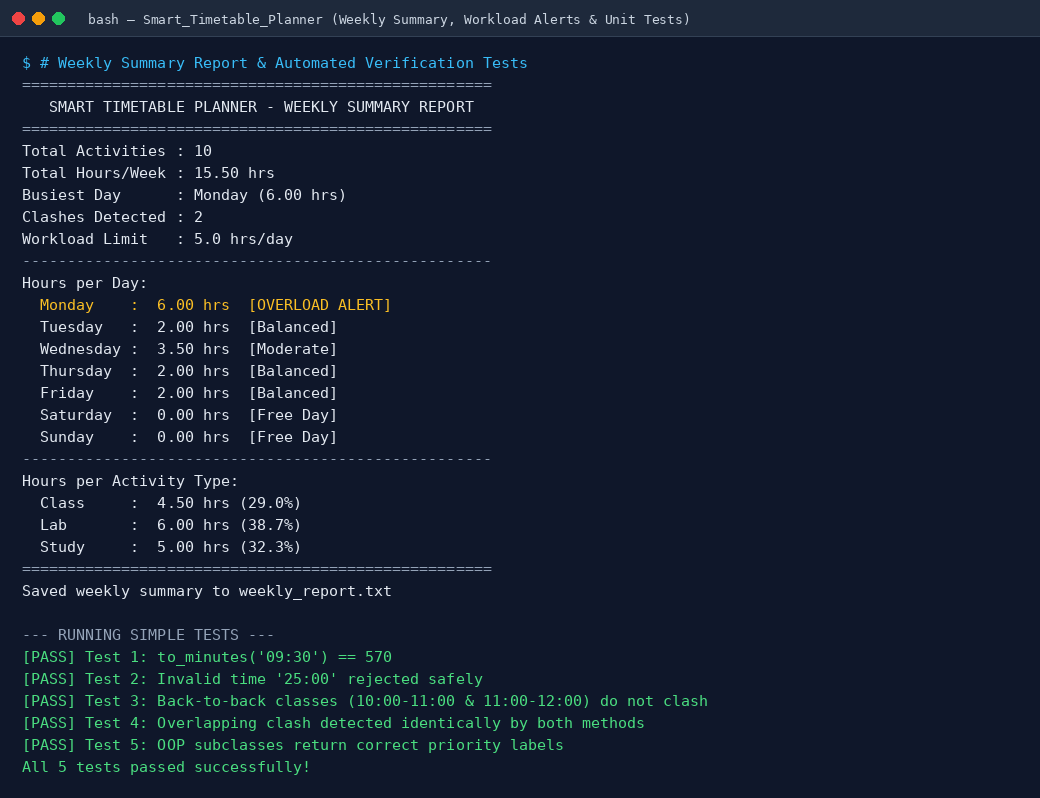 bash — Smart_Timetable_Planner (Weekly Summary, Workload Alerts & Unit Tests)
$ # Weekly Summary Report & Automated Verification Tests
====================================================
   SMART TIMETABLE PLANNER - WEEKLY SUMMARY REPORT
====================================================
Total Activities : 10
Total Hours/Week : 15.50 hrs
Busiest Day      : Monday (6.00 hrs)
Clashes Detected : 2
Workload Limit   : 5.0 hrs/day
----------------------------------------------------
Hours per Day:
  Monday    :  6.00 hrs  [OVERLOAD ALERT]
  Tuesday   :  2.00 hrs  [Balanced]
  Wednesday :  3.50 hrs  [Moderate]
  Thursday  :  2.00 hrs  [Balanced]
  Friday    :  2.00 hrs  [Balanced]
  Saturday  :  0.00 hrs  [Free Day]
  Sunday    :  0.00 hrs  [Free Day]
----------------------------------------------------
Hours per Activity Type:
  Class     :  4.50 hrs (29.0%)
  Lab       :  6.00 hrs (38.7%)
  Study     :  5.00 hrs (32.3%)
====================================================
Saved weekly summary to weekly_report.txt

--- RUNNING SIMPLE TESTS ---
[PASS] Test 1: to_minutes('09:30') == 570
[PASS] Test 2: Invalid time '25:00' rejected safely
[PASS] Test 3: Back-to-back classes (10:00-11:00 & 11:00-12:00) do not clash
[PASS] Test 4: Overlapping clash detected identically by both methods
[PASS] Test 5: OOP subclasses return correct priority labels
All 5 tests passed successfully!